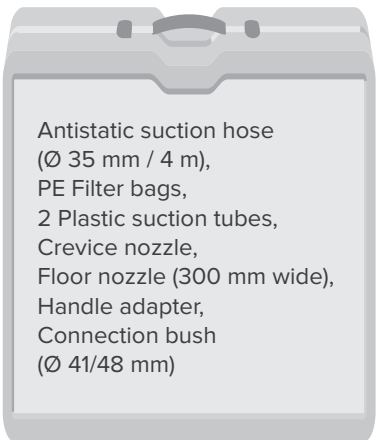 Antistatic suction hose
(Ø 35 mm / 4 m),
PE Filter bags,
2 Plastic suction tubes,
Crevice nozzle,
Floor nozzle (300 mm wide),
Handle adapter,
Connection bush
(Ø 41/48 mm)